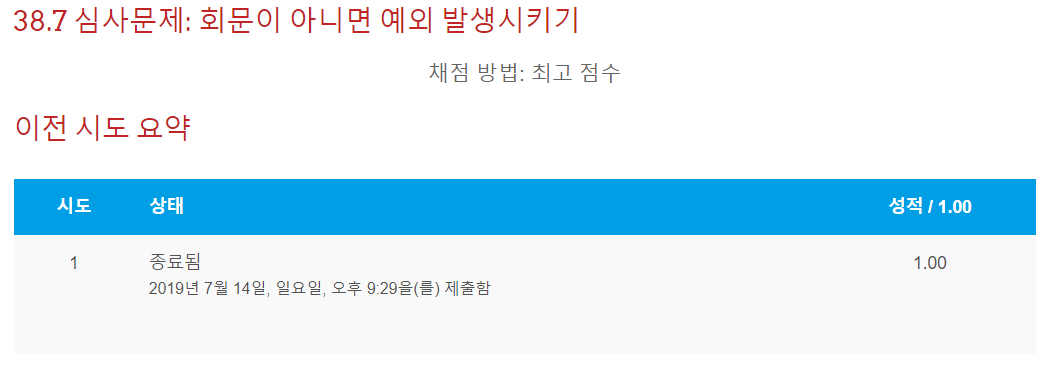 38.7 심사문제: 회문이 아니면 예외 발생시키기
채점 방법: 최고 점수
이전 시도 요약
시도 상태 성적 / 1.00
1 종료됨 1.00
2019년 7월 14일, 일요일, 오후 9:29을(를) 제출함